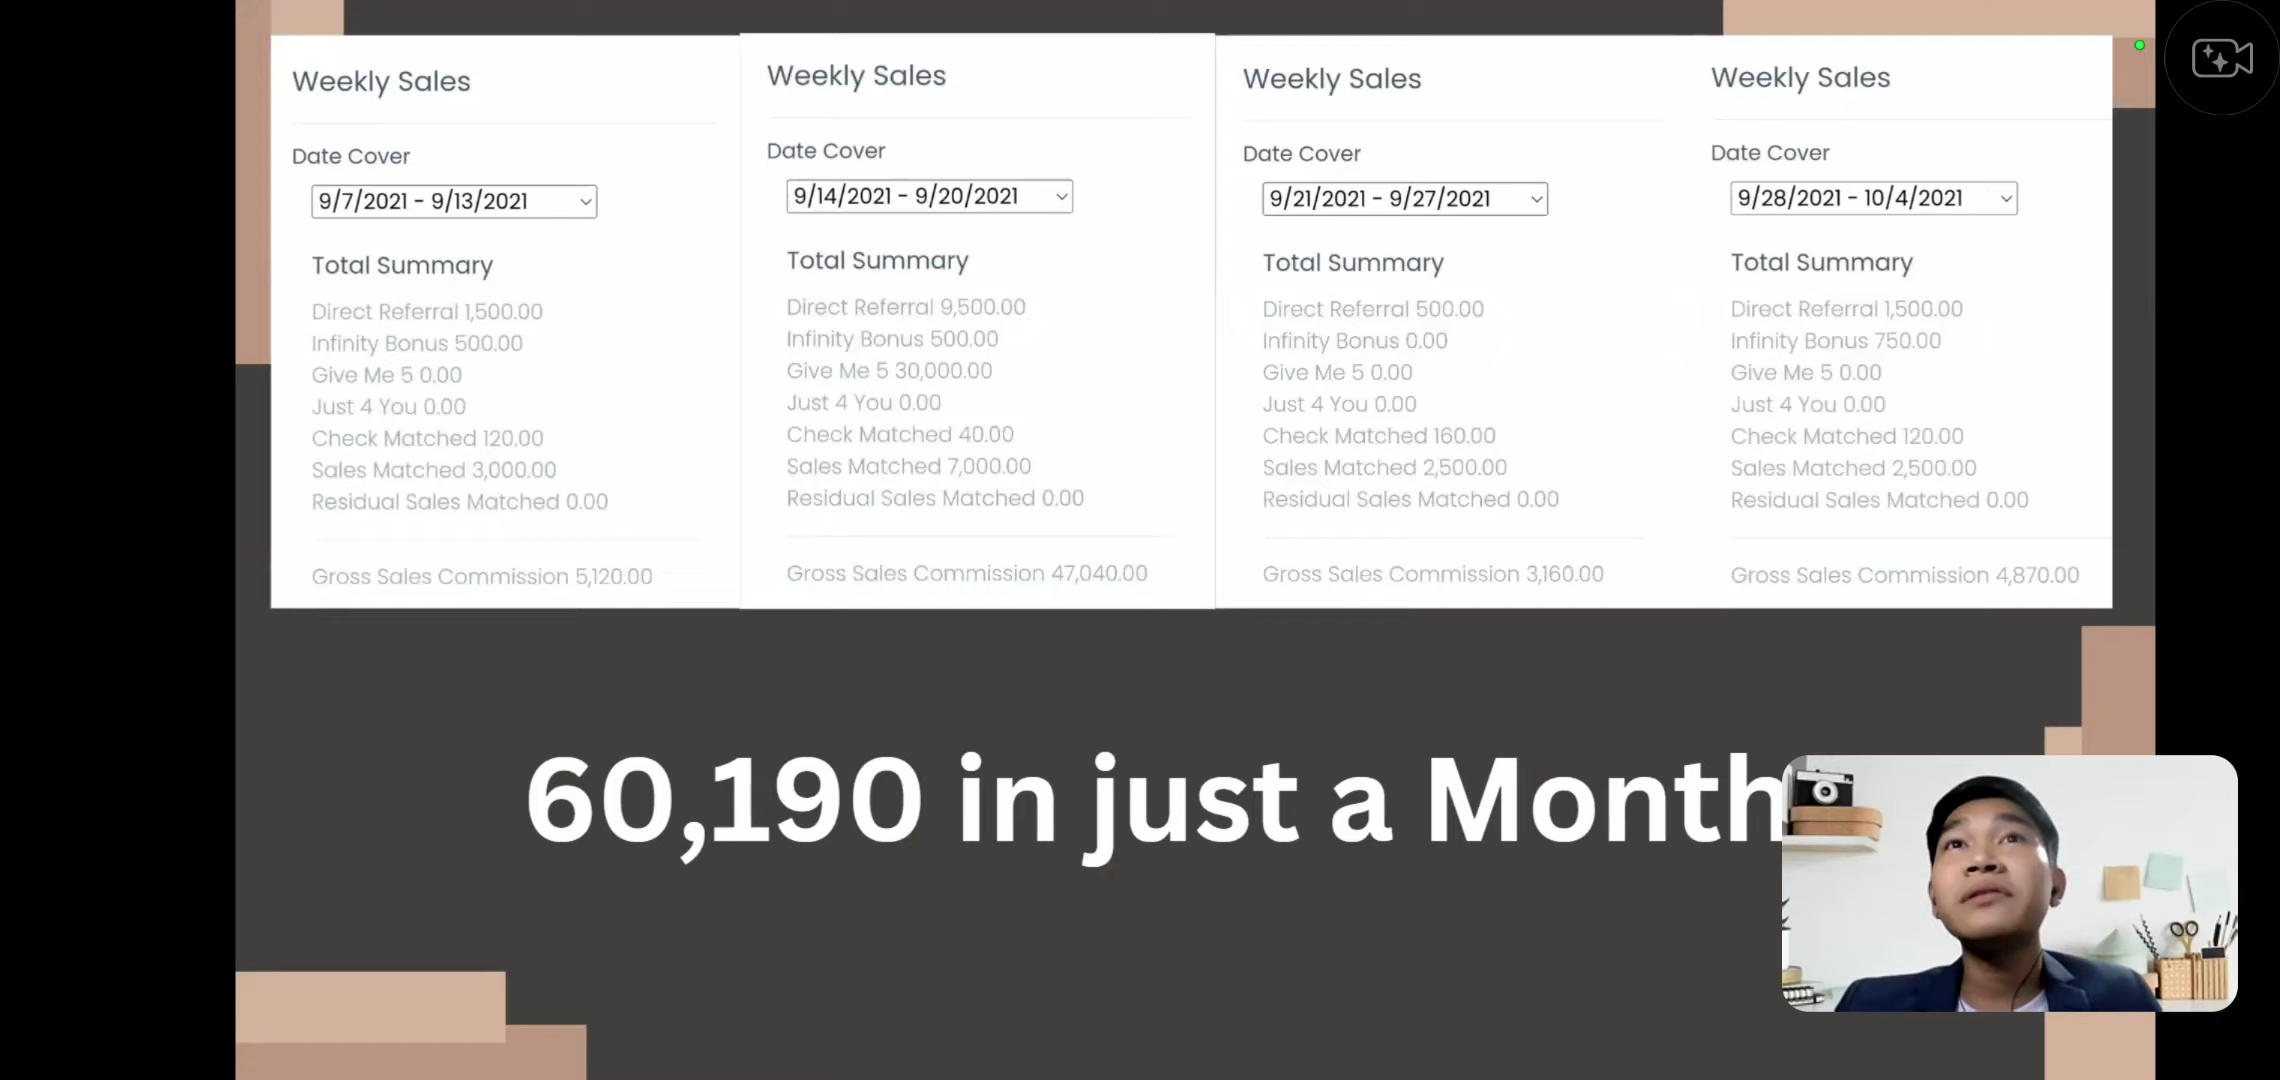 Weekly Sales
Date Cover
9/7/2021 - 9/13/2021
Total Summary
Direct Referral 1,500.00
Infinity Bonus 500.00
Give Me 5 0.00
Just 4 You 0.00
Check Matched 120.00
Sales Matched 3,000.00
Residual Sales Matched 0.00
Gross Sales Commission 5,120.00
Weekly Sales
Date Cover
9/14/2021 - 9/20/2021
Total Summary
Direct Referral 9,500.00
Infinity Bonus 500.00
Give Me 5 30,000.00
Just 4 You 0.00
Check Matched 40.00
Sales Matched 7,000.00
Residual Sales Matched 0.00
Gross Sales Commission 47,040.00
Weekly Sales
Date Cover
9/21/2021 - 9/27/2021
Total Summary
Direct Referral 500.00
Infinity Bonus 0.00
Give Me 5 0.00
Just 4 You 0.00
Check Matched 160.00
Sales Matched 2,500.00
Residual Sales Matched 0.00
Gross Sales Commission 3,160.00
Weekly Sales
Date Cover
9/28/2021 - 10/4/2021
Total Summary
Direct Referral 1,500.00
Infinity Bonus 750.00
Give Me 5 0.00
Just 4 You 0.00
Check Matched 120.00
Sales Matched 2,500.00
Residual Sales Matched 0.00
Gross Sales Commission 4,870.00
60,190 in just a Month